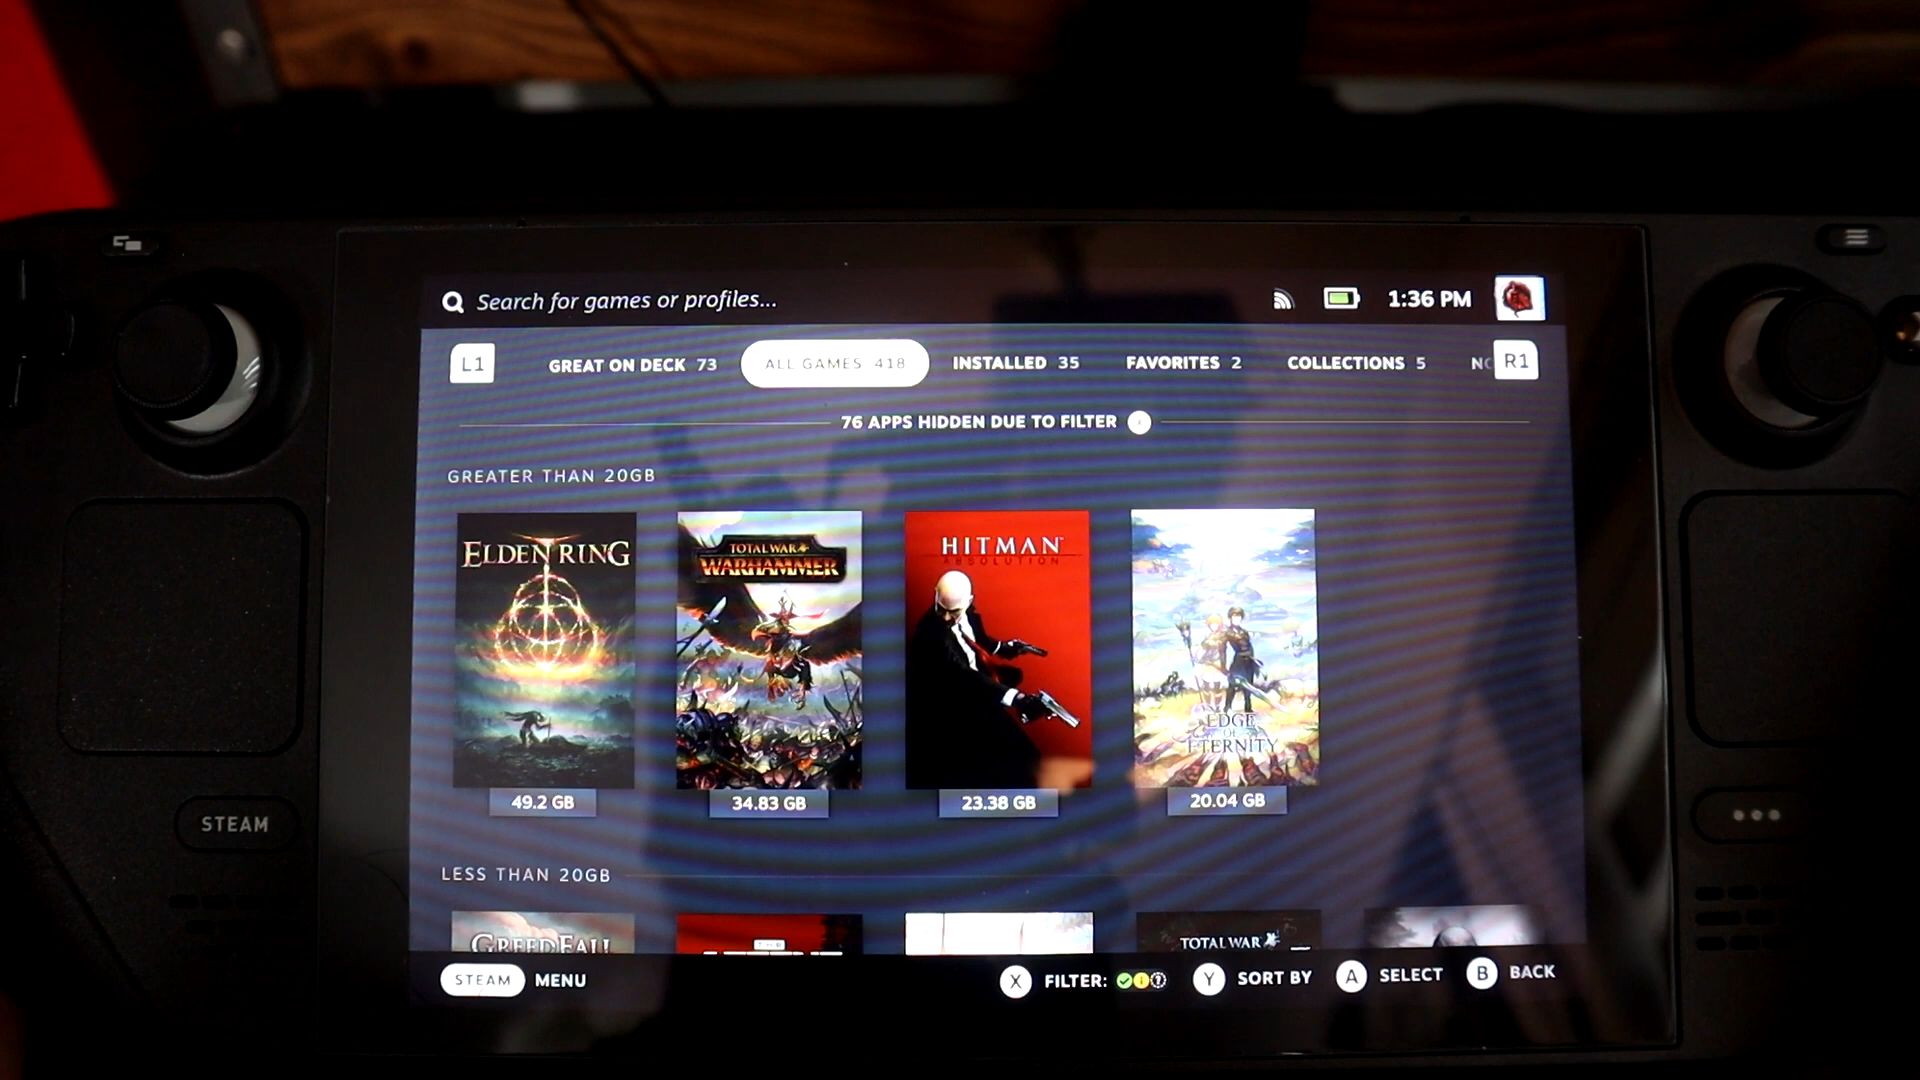 Search for games or profiles...
1:36 PM
L1
GREAT ON DECK 73
ALL GAMES 418
INSTALLED 35
FAVORITES 2
COLLECTIONS 5
R1
76 APPS HIDDEN DUE TO FILTER
GREATER THAN 20GB
ELDEN RING
TOTAL WAR
WARHAMMER
HITMAN
ABSOLUTION
EDGE
OF
ETERNITY
49.2 GB
34.83 GB
23.38 GB
20.04 GB
STEAM
LESS THAN 20GB
GREEDFALL
THE
TOTAL WAR
STEAM MENU
X FILTER:
Y SORT BY
A SELECT
B BACK